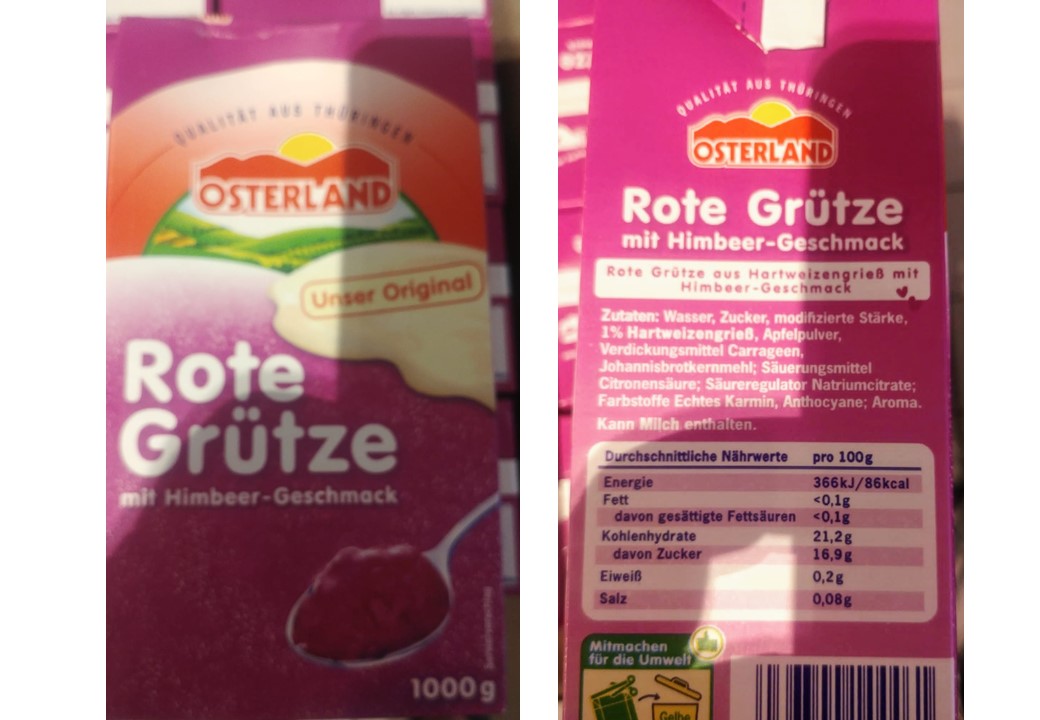 QUALITÄT AUS THÜRINGEN
OSTERLAND
Unser Original
Rote
Grütze
mit Himbeer-Geschmack
1000g
QUALITÄT AUS THÜRINGEN
OSTERLAND
Rote Grütze
mit Himbeer-Geschmack
Rote Grütze aus Hartweizengrieß mit
Himbeer-Geschmack
Zutaten: Wasser, Zucker, modifizierte Stärke,
1% Hartweizengrieß, Apfelpulver,
Verdickungsmittel Carrageen,
Johannisbrotkernmehl; Säuerungsmittel
Citronensäure; Säureregulator Natriumcitrate;
Farbstoffe Echtes Karmin, Anthocyane; Aroma.
Kann Milch enthalten.
Durchschnittliche Nährwerte pro 100g
Energie 366kJ/86kcal
Fett <0,1g
davon gesättigte Fettsäuren <0,1g
Kohlenhydrate 21,2g
davon Zucker 16,9g
Eiweiß 0,2g
Salz 0,08g
Mitmachen
für die Umwelt
Gelbe